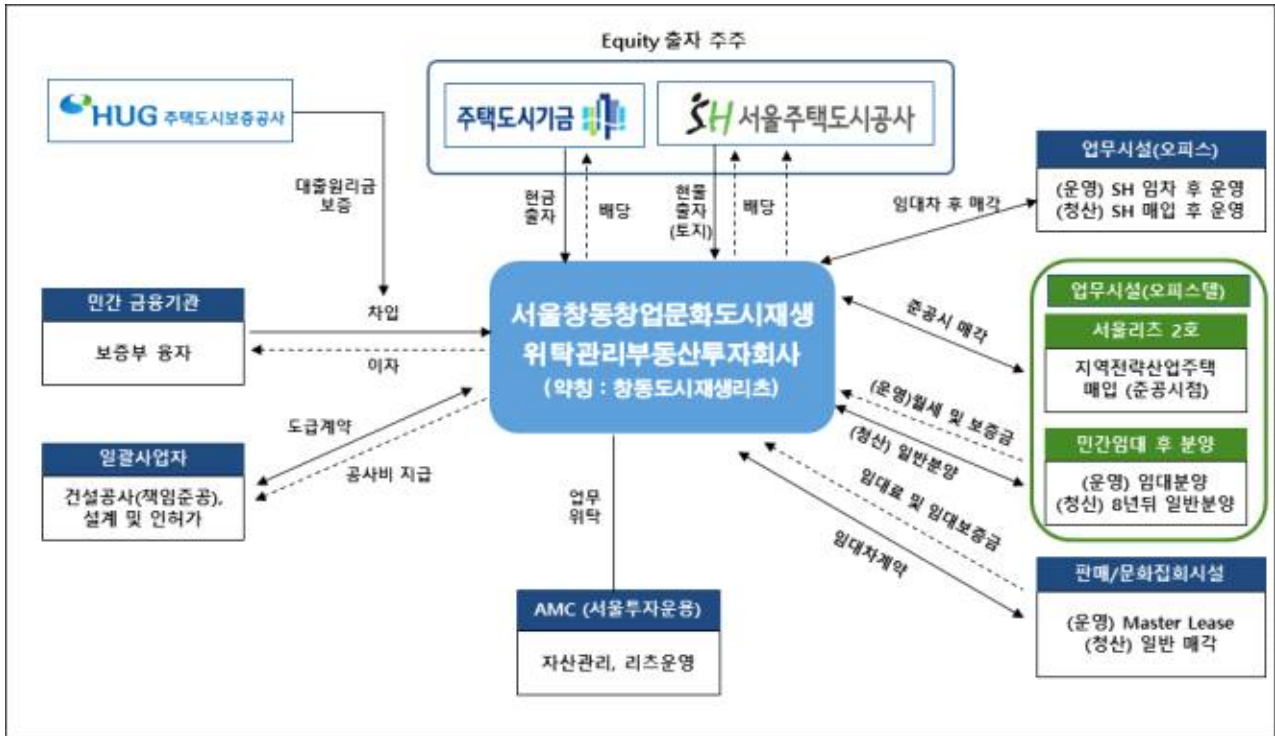 Equity 출자 주주
HUG 주택도시보증공사
주택도시기금
SH 서울주택도시공사
대출원리금
보증
현금
출자
배당
현물
출자
(토지)
배당
임대차 후 매각
업무시설(오피스)
(운영) SH 임차 후 운영
(청산) SH 매입 후 운영
민간 금융기관
보증부 융자
차입
이자
서울창동창업문화도시재생
위탁관리부동산투자회사
(약칭 : 창동도시재생리츠)
준공시 매각
업무시설(오피스텔)
서울리츠 2호
지역전략산업주택
매입 (준공시점)
(운영)월세 및 보증금
(청산) 일반분양
민간임대 후 분양
(운영) 임대분양
(청신) 8년뒤 일반분양
도급계약
공사비 지급
일괄사업자
건설공사(책임준공),
설계 및 인허가
업무
위탁
임대료 및 임대보증금
임대차계약
판매/문화집회시설
(운영) Master Lease
(청산) 일반 매각
AMC (서울투자운용)
자산관리, 리츠운영